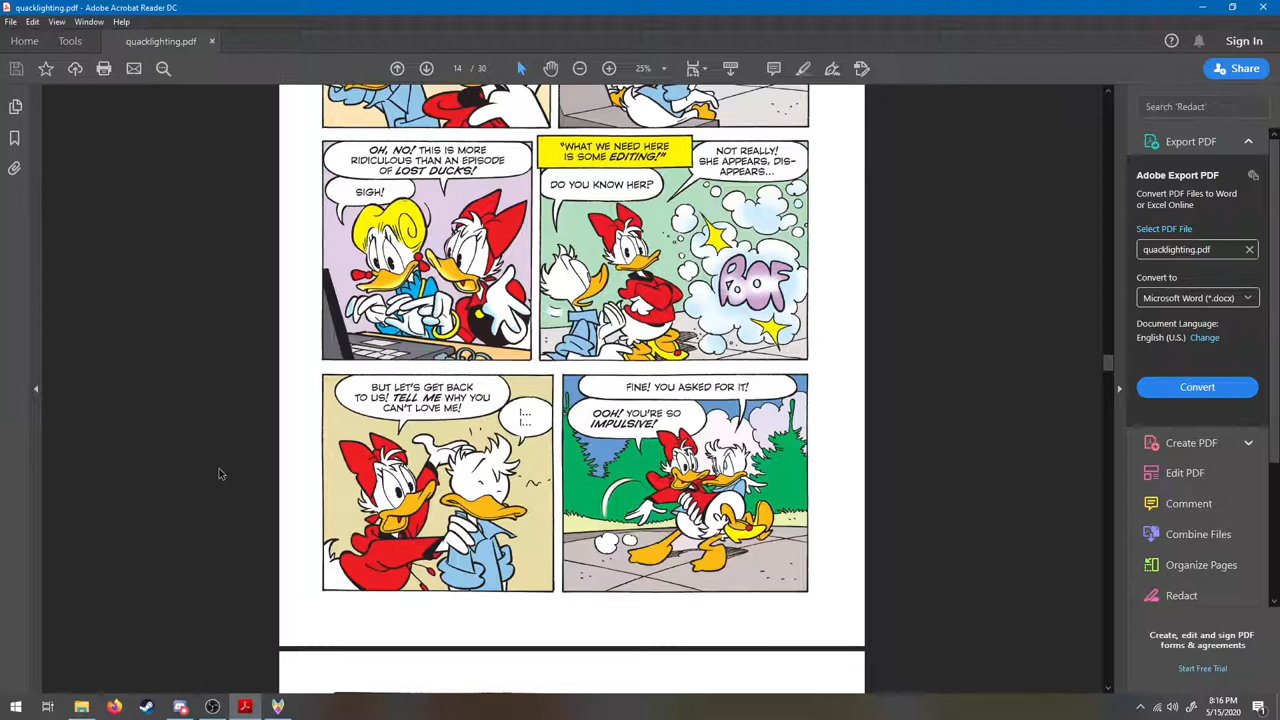 quacklighting.pdf - Adobe Acrobat Reader DC
File Edit View Window Help
Home Tools quacklighting.pdf × Sign In
14 / 30 25% Share
OH, NO! THIS IS MORE
RIDICULOUS THAN AN EPISODE
OF LOST DUCKS!
SIGH!
"WHAT WE NEED HERE
IS SOME EDITING!"
DO YOU KNOW HER?
NOT REALLY!
SHE APPEARS, DIS-
APPEARS...
BOF
BUT LET'S GET BACK
TO US! TELL ME WHY YOU
CAN'T LOVE ME!
I...
I...
FINE! YOU ASKED FOR IT!
OOH! YOU'RE SO
IMPULSIVE!
Search 'Redact'
Export PDF
Adobe Export PDF
Convert PDF Files to Word
or Excel Online
Select PDF File
quacklighting.pdf
Convert to
Microsoft Word (*.docx)
Document Language:
English (U.S.) Change
Convert
Create PDF
Edit PDF
Comment
Combine Files
Organize Pages
Redact
Create, edit and sign PDF
forms & agreements
Start Free Trial
8:16 PM
5/15/2020